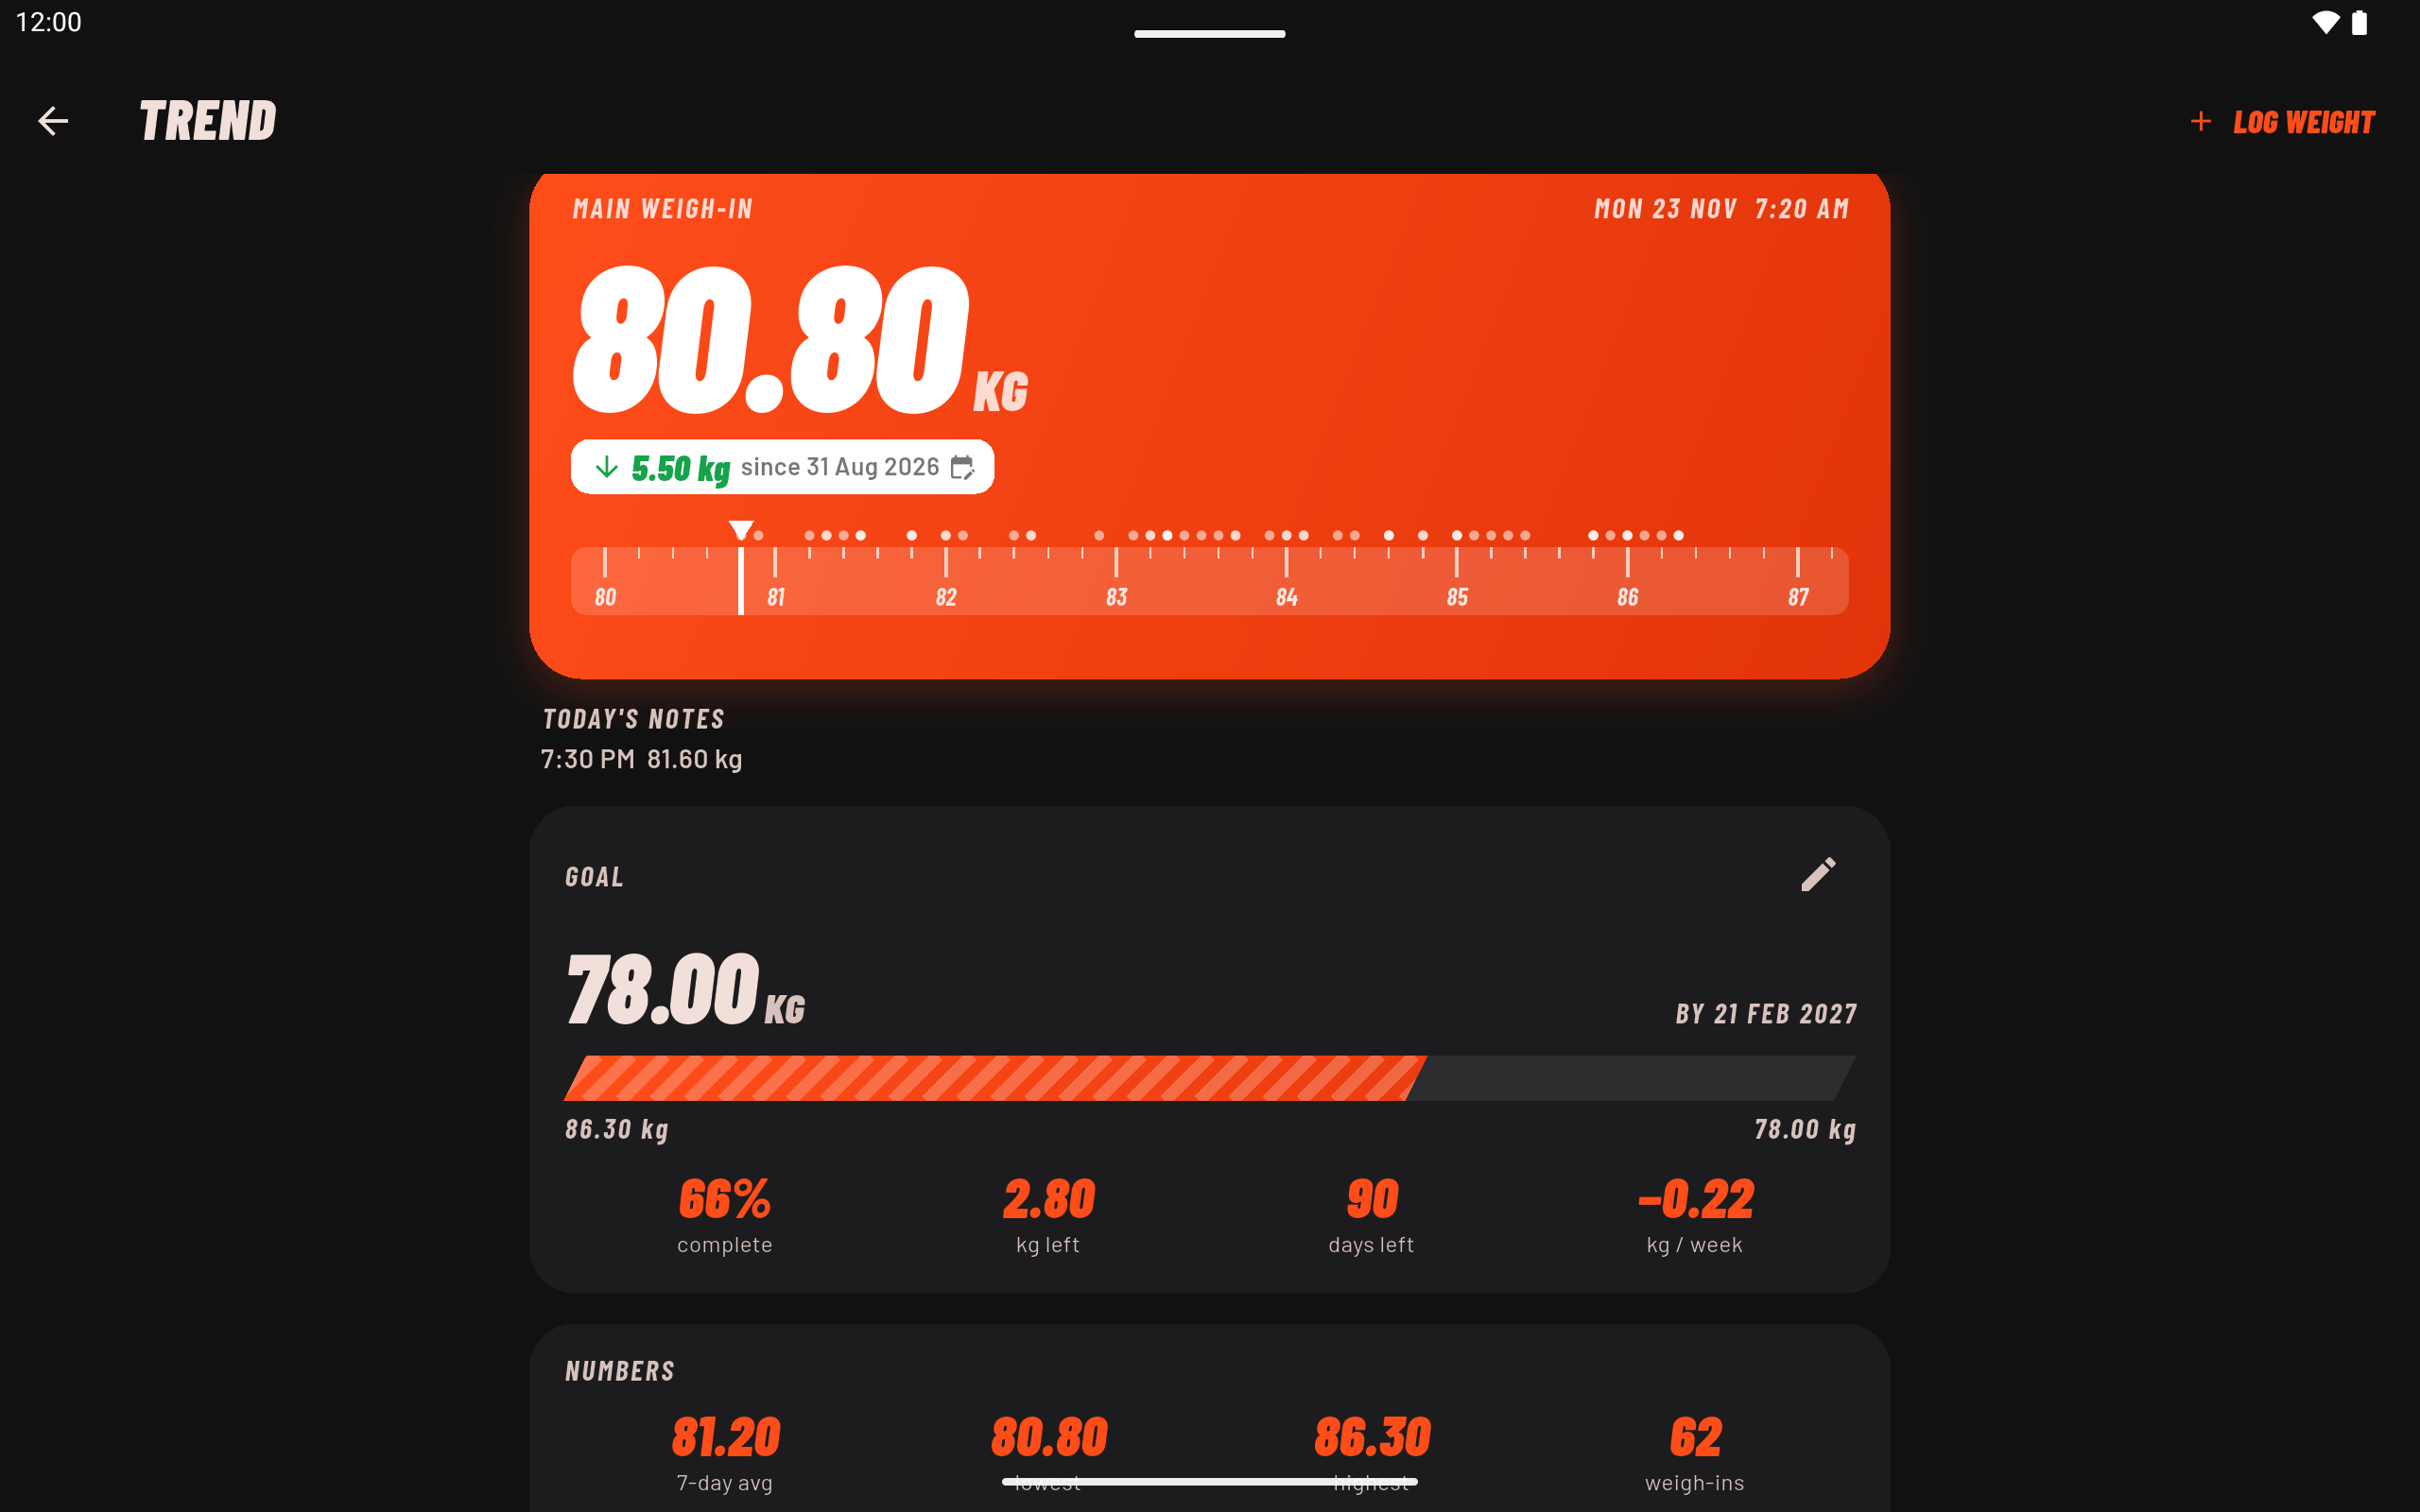 12:00
TREND
+ LOG WEIGHT
MAIN WEIGH-IN
MON 23 NOV 7:20 AM
80.80 KG
5.50 kg since 31 Aug 2026
80 81 82 83 84 85 86 87
TODAY'S NOTES
7:30 PM 81.60 kg
GOAL
78.00 KG
BY 21 FEB 2027
86.30 kg
78.00 kg
66% 2.80 90 −0.22
complete kg left days left kg / week
NUMBERS
81.20 80.80 86.30 62
7-day avg lowest highest weigh-ins